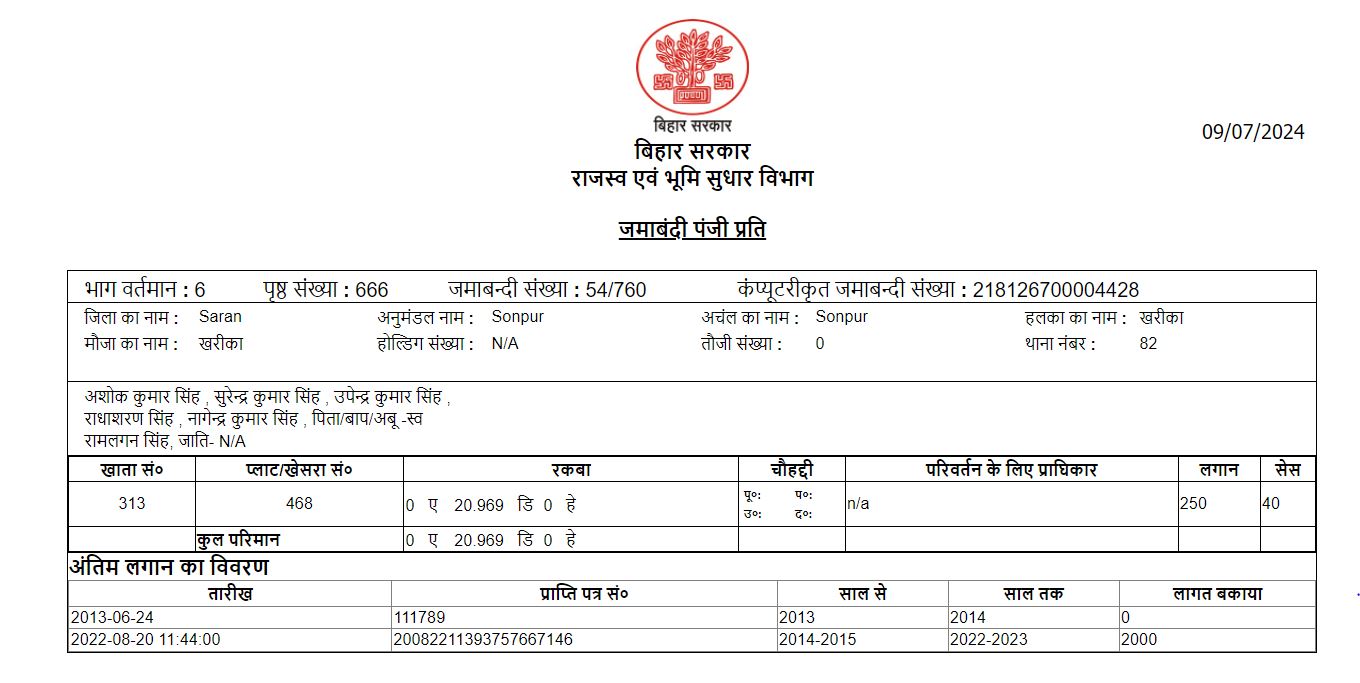 बिहार सरकार
09/07/2024
बिहार सरकार
राजस्व एवं भूमि सुधार विभाग
जमाबंदी पंजी प्रति
भाग वर्तमान : 6 पृष्ठ संख्या : 666 जमाबन्दी संख्या : 54/760 कंप्यूटरीकृत जमाबन्दी संख्या : 218126700004428
जिला का नाम : Saran अनुमंडल नाम : Sonpur अचंल का नाम : Sonpur हलका का नाम : खरीका
मौजा का नाम : खरीका होल्डिग संख्या : N/A तौजी संख्या : 0 थाना नंबर : 82
अशोक कुमार सिंह , सुरेन्द्र कुमार सिंह , उपेन्द्र कुमार सिंह ,
राधाशरण सिंह , नागेन्द्र कुमार सिंह , पिता/बाप/अबू -स्व
रामलगन सिंह, जाति- N/A
खाता सं० प्लाट/खेसरा सं० रकबा चौहद्दी परिवर्तन के लिए प्राधिकार लगान सेस
313 468 0 ए 20.969 डि 0 हे पू०: प०: n/a 250 40
उ०: द०:
कुल परिमान 0 ए 20.969 डि 0 हे
अंतिम लगान का विवरण
तारीख प्राप्ति पत्र सं० साल से साल तक लागत बकाया
2013-06-24 111789 2013 2014 0
2022-08-20 11:44:00 20082211393757667146 2014-2015 2022-2023 2000